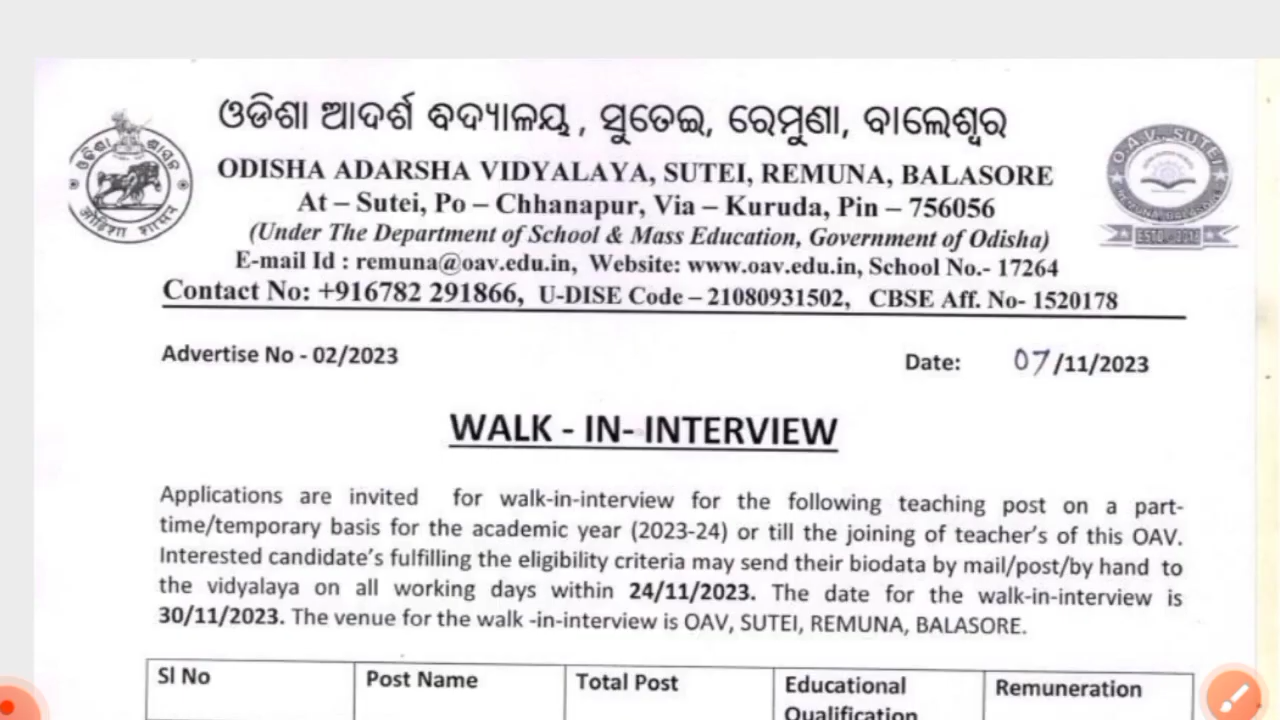 ଓଡିଶା ଆଦର୍ଶ ବିଦ୍ୟାଳୟ, ସୁତେଇ, ରେମୁଣା, ବାଲେଶ୍ୱର
ଓଡ଼ିଶା ଶାସନ
ओड़िशा शासन
O.A.V., SUTEI
REMUNA, BALASORE
ODISHA ADARSHA VIDYALAYA, SUTEI, REMUNA, BALASORE
At – Sutei, Po – Chhanapur, Via – Kuruda, Pin – 756056
(Under The Department of School & Mass Education, Government of Odisha)
E-mail Id : remuna@oav.edu.in, Website: www.oav.edu.in, School No.- 17264
Contact No: +916782 291866, U-DISE Code – 21080931502, CBSE Aff. No- 1520178
Advertise No - 02/2023 Date: 07/11/2023
WALK - IN- INTERVIEW
Applications are invited for walk-in-interview for the following teaching post on a part-
time/temporary basis for the academic year (2023-24) or till the joining of teacher's of this OAV.
Interested candidate's fulfilling the eligibility criteria may send their biodata by mail/post/by hand to
the vidyalaya on all working days within 24/11/2023. The date for the walk-in-interview is
30/11/2023. The venue for the walk -in-interview is OAV, SUTEI, REMUNA, BALASORE.
Sl No Post Name Total Post Educational Remuneration
Qualification